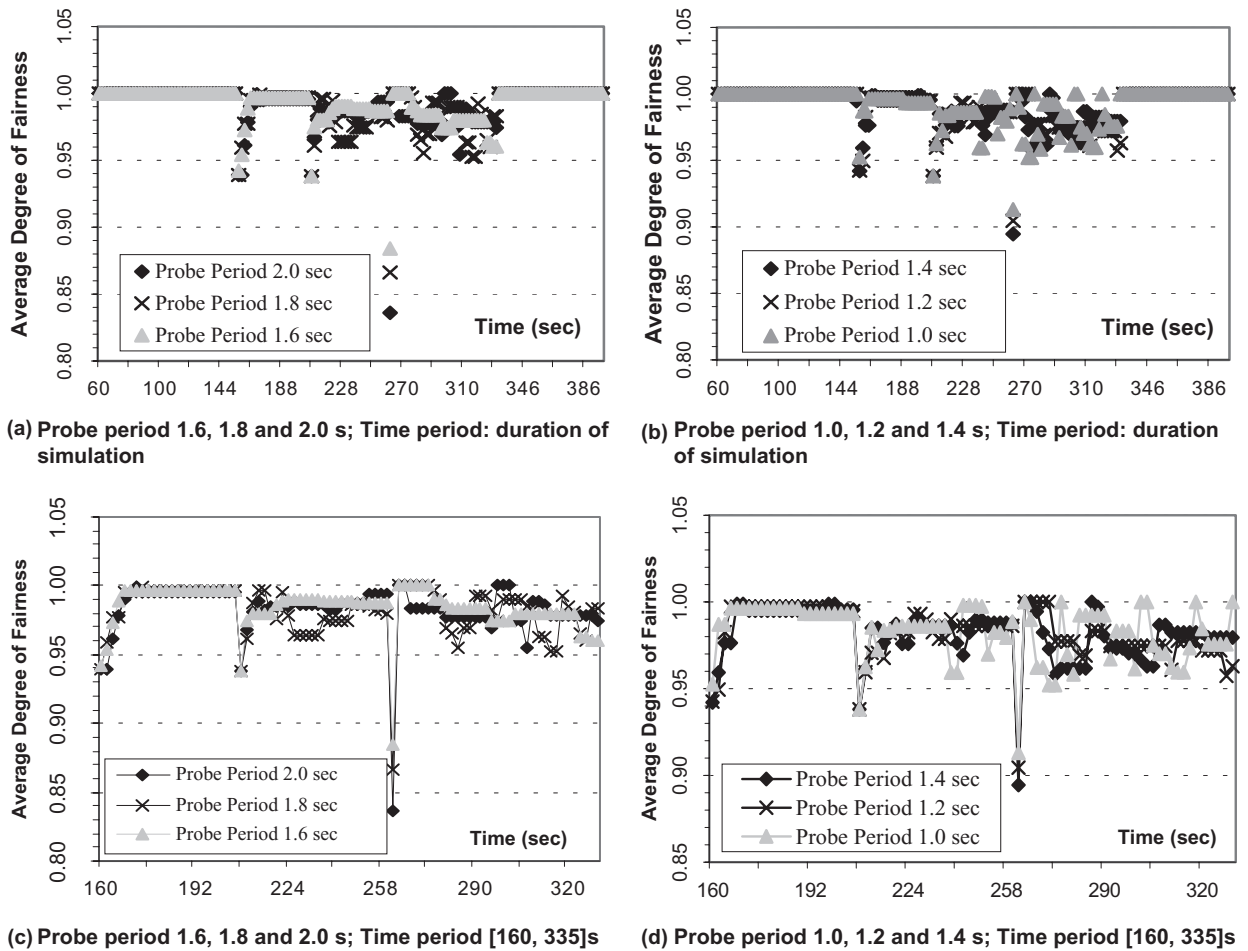 Average Degree of Fairness
1.05
1.00
0.95
0.90
0.85
0.80
Probe Period 2.0 sec
Probe Period 1.8 sec
Probe Period 1.6 sec
Time (sec)
60 100 144 188 228 270 310 346 386
(a) Probe period 1.6, 1.8 and 2.0 s; Time period: duration of
simulation
Average Degree of Fairness
1.05
1.00
0.95
0.90
0.85
0.80
Probe Period 1.4 sec
Probe Period 1.2 sec
Probe Period 1.0 sec
Time (sec)
60 100 144 188 228 270 310 346 386
(b) Probe period 1.0, 1.2 and 1.4 s; Time period: duration
of simulation
Average Degree of Fairness
1.05
1.00
0.95
0.90
0.85
0.80
Probe Period 2.0 sec
Probe Period 1.8 sec
Probe Period 1.6 sec
Time (sec)
160 192 224 258 290 320
(c) Probe period 1.6, 1.8 and 2.0 s; Time period [160, 335]s
Average Degree of Fairness
1.05
1.00
0.95
0.90
0.85
Probe Period 1.4 sec
Probe Period 1.2 sec
Probe Period 1.0 sec
Time (sec)
160 192 224 258 290 320
(d) Probe period 1.0, 1.2 and 1.4 s; Time period [160, 335]s